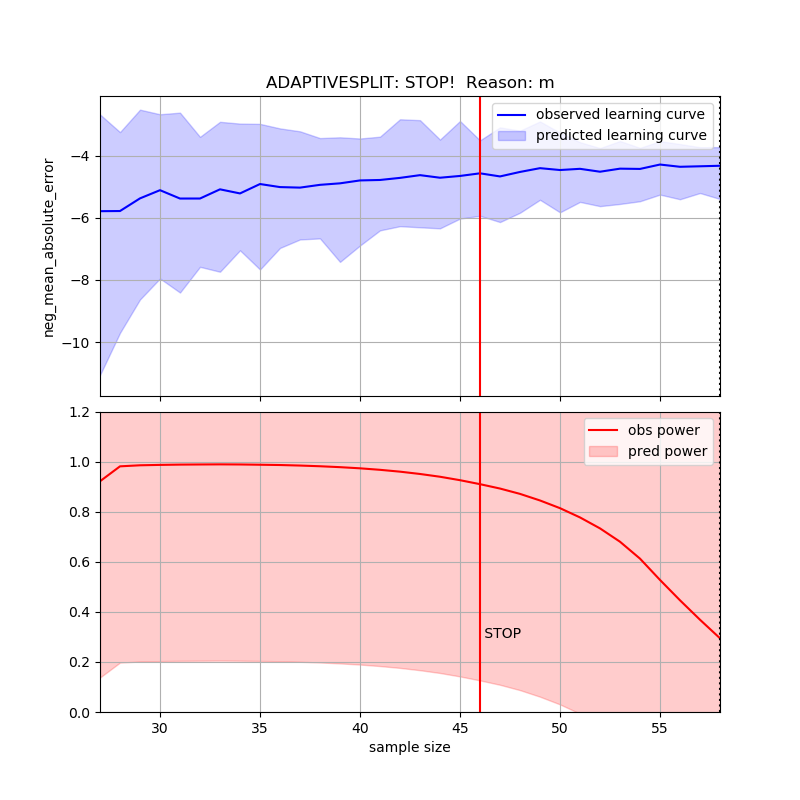 ADAPTIVESPLIT: STOP!  Reason: m
observed learning curve
predicted learning curve
−4
−6
−8
−10
neg_mean_absolute_error
1.2
1.0
0.8
0.6
0.4
0.2
0.0
obs power
pred power
STOP
30 35 40 45 50 55
sample size